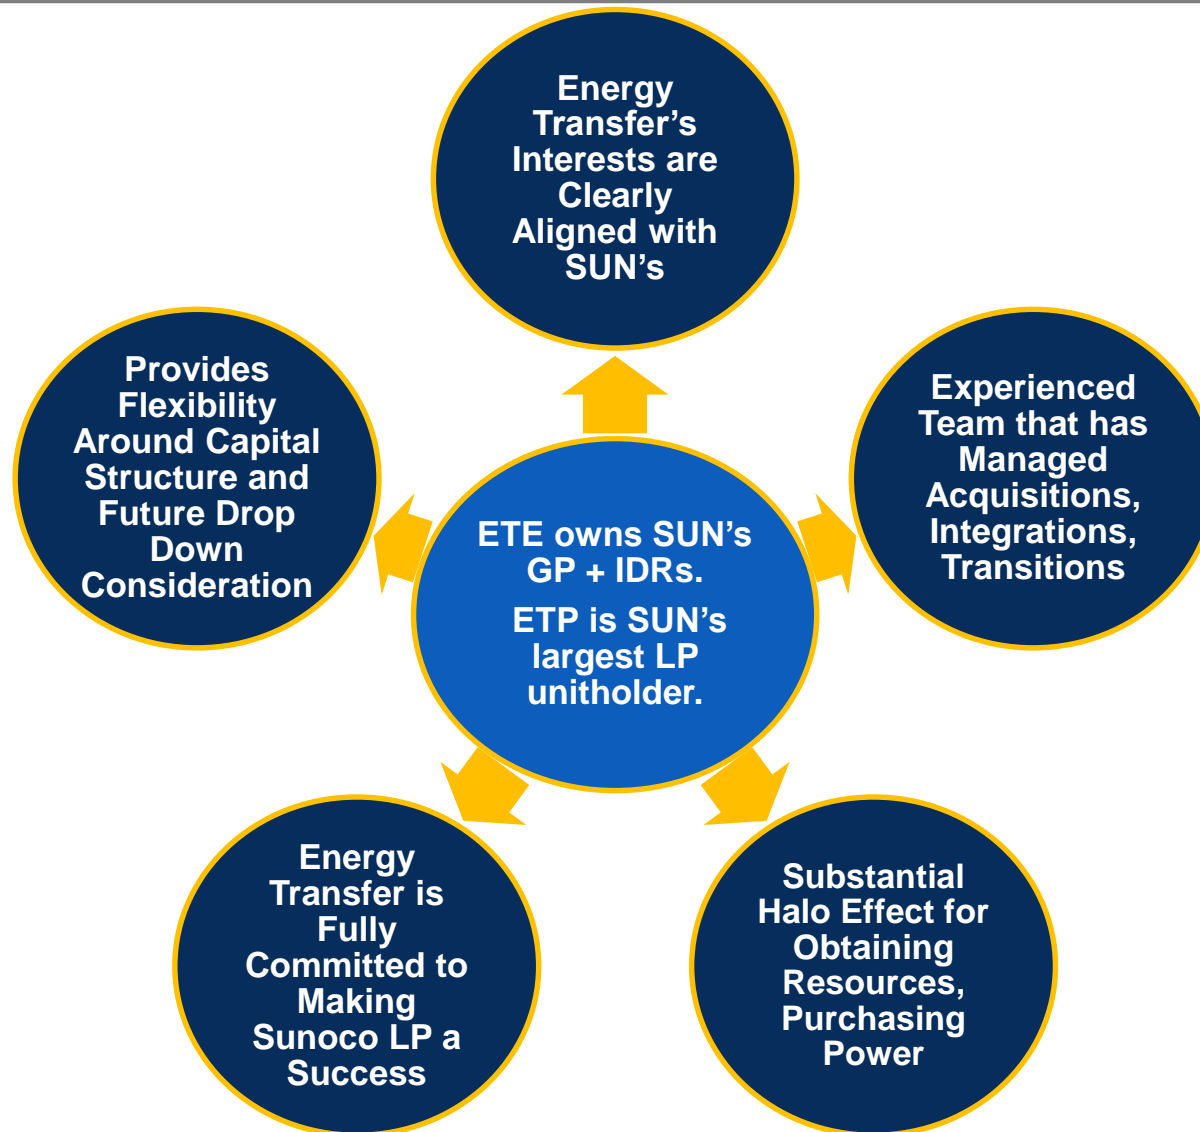 Energy
Transfer’s
Interests are
Clearly
Aligned with
SUN’s
Provides
Flexibility
Around Capital
Structure and
Future Drop
Down
Consideration
Experienced
Team that has
Managed
Acquisitions,
Integrations,
Transitions
ETE owns SUN’s
GP + IDRs.
ETP is SUN’s
largest LP
unitholder.
Energy
Transfer is
Fully
Committed to
Making
Sunoco LP a
Success
Substantial
Halo Effect for
Obtaining
Resources,
Purchasing
Power